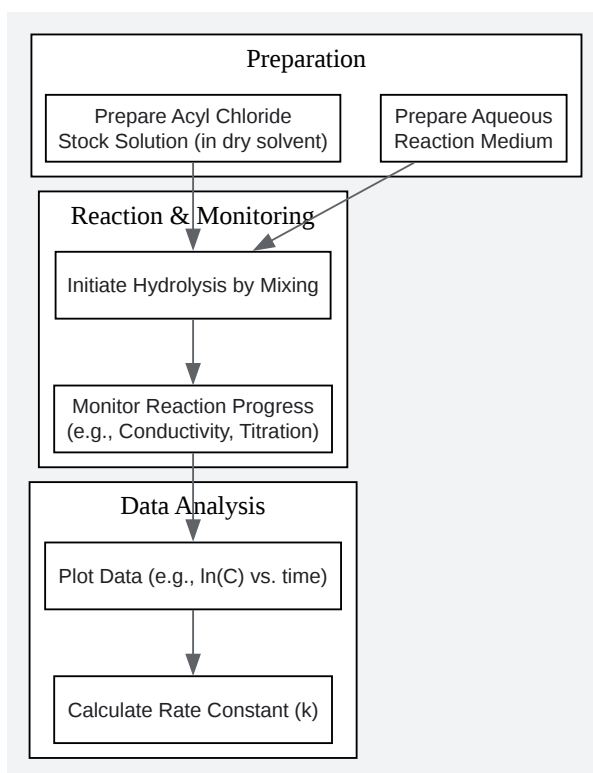 Preparation
Prepare Acyl Chloride
Stock Solution (in dry solvent)
Prepare Aqueous
Reaction Medium
Reaction & Monitoring
Initiate Hydrolysis by Mixing
Monitor Reaction Progress
(e.g., Conductivity, Titration)
Data Analysis
Plot Data (e.g., ln(C) vs. time)
Calculate Rate Constant (k)